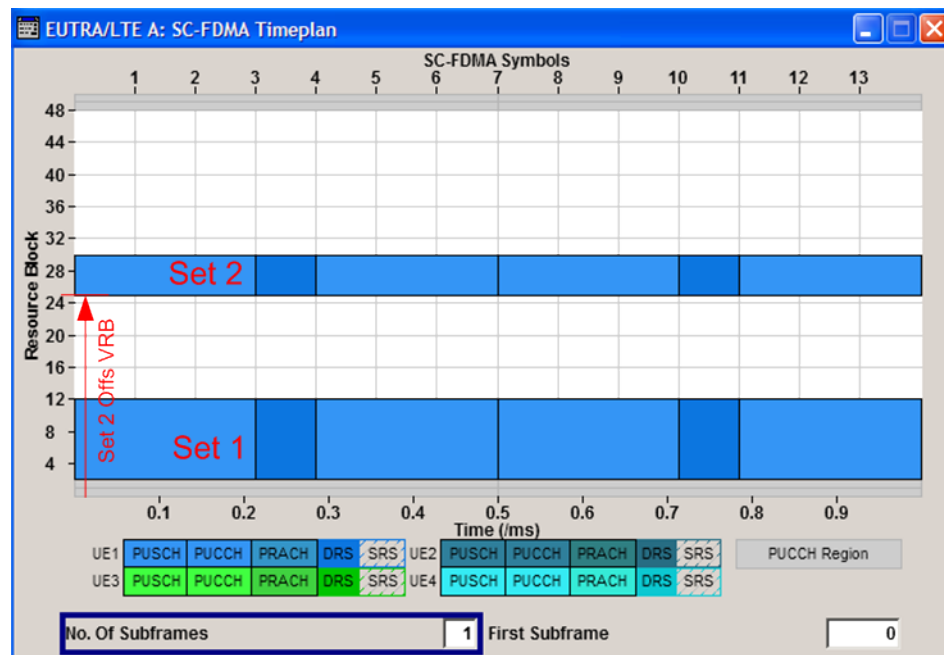 EUTRA/LTE A: SC-FDMA Timeplan
SC-FDMA Symbols
1 2 3 4 5 6 7 8 9 10 11 12 13
48
44
40
36
32
28
24
20
16
12
8
4
Resource Block
Set 2
Set 2 Offs VRB
Set 1
0.1 0.2 0.3 0.4 0.5 0.6 0.7 0.8 0.9
Time (/ms)
UE1 PUSCH PUCCH PRACH DRS SRS UE2 PUSCH PUCCH PRACH DRS SRS PUCCH Region
UE3 PUSCH PUCCH PRACH DRS SRS UE4 PUSCH PUCCH PRACH DRS SRS
No. Of Subframes 1 First Subframe 0